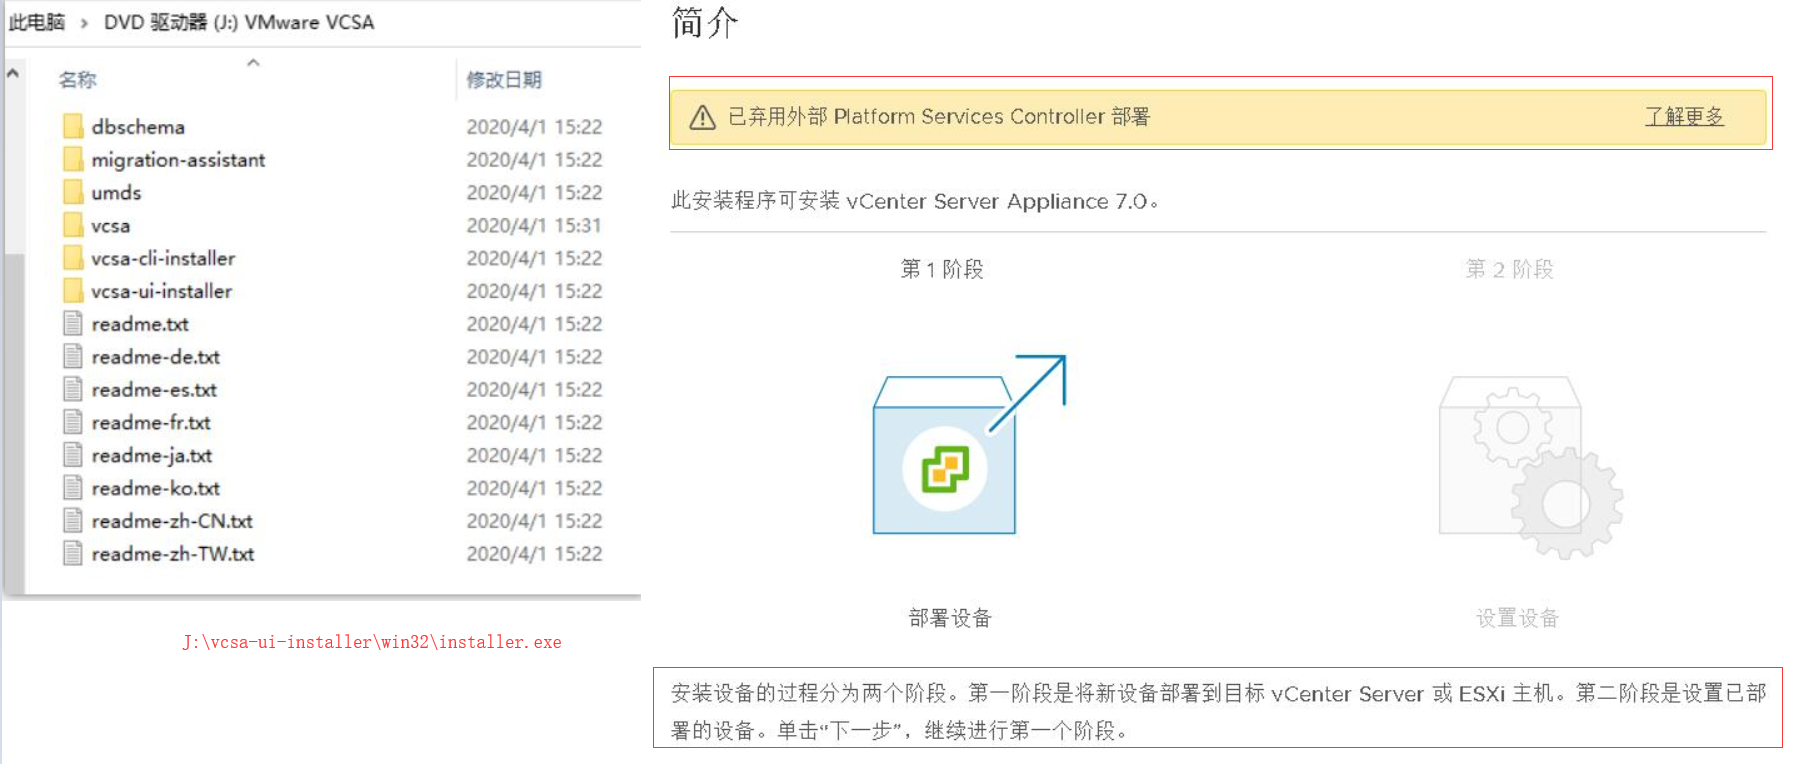 此电脑 › DVD 驱动器 (J:) VMware VCSA
名称 修改日期
dbschema 2020/4/1 15:22
migration-assistant 2020/4/1 15:22
umds 2020/4/1 15:22
vcsa 2020/4/1 15:31
vcsa-cli-installer 2020/4/1 15:22
vcsa-ui-installer 2020/4/1 15:22
readme.txt 2020/4/1 15:22
readme-de.txt 2020/4/1 15:22
readme-es.txt 2020/4/1 15:22
readme-fr.txt 2020/4/1 15:22
readme-ja.txt 2020/4/1 15:22
readme-ko.txt 2020/4/1 15:22
readme-zh-CN.txt 2020/4/1 15:22
readme-zh-TW.txt 2020/4/1 15:22
J:\vcsa-ui-installer\win32\installer.exe
简介
已弃用外部 Platform Services Controller 部署 了解更多
此安装程序可安装 vCenter Server Appliance 7.0。
第 1 阶段 第 2 阶段
部署设备 设置设备
安装设备的过程分为两个阶段。第一阶段是将新设备部署到目标 vCenter Server 或 ESXi 主机。第二阶段是设置已部
署的设备。单击“下一步”，继续进行第一个阶段。